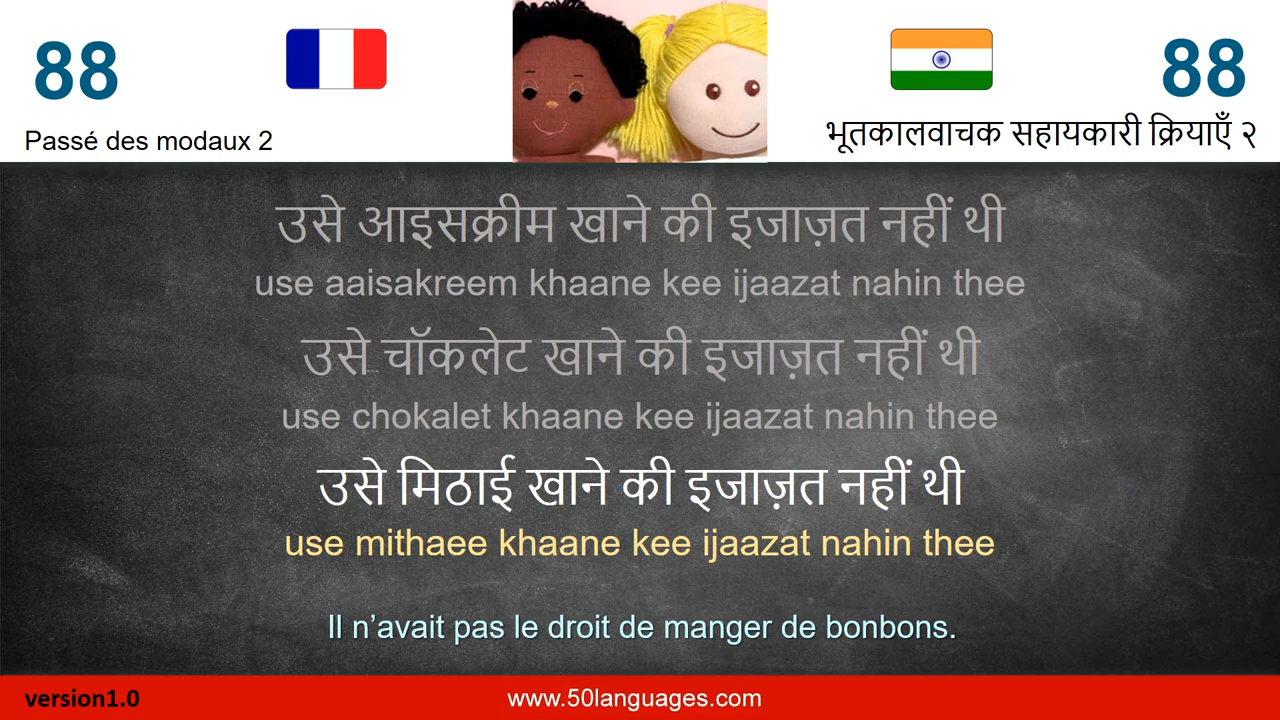 88
88
Passé des modaux 2
भूतकालवाचक सहायकारी क्रियाएँ २
उसे आइसक्रीम खाने की इजाज़त नहीं थी
use aaisakreem khaane kee ijaazat nahin thee
उसे चॉकलेट खाने की इजाज़त नहीं थी
use chokalet khaane kee ijaazat nahin thee
उसे मिठाई खाने की इजाज़त नहीं थी
use mithaee khaane kee ijaazat nahin thee
Il n’avait pas le droit de manger de bonbons.
version1.0
www.50languages.com